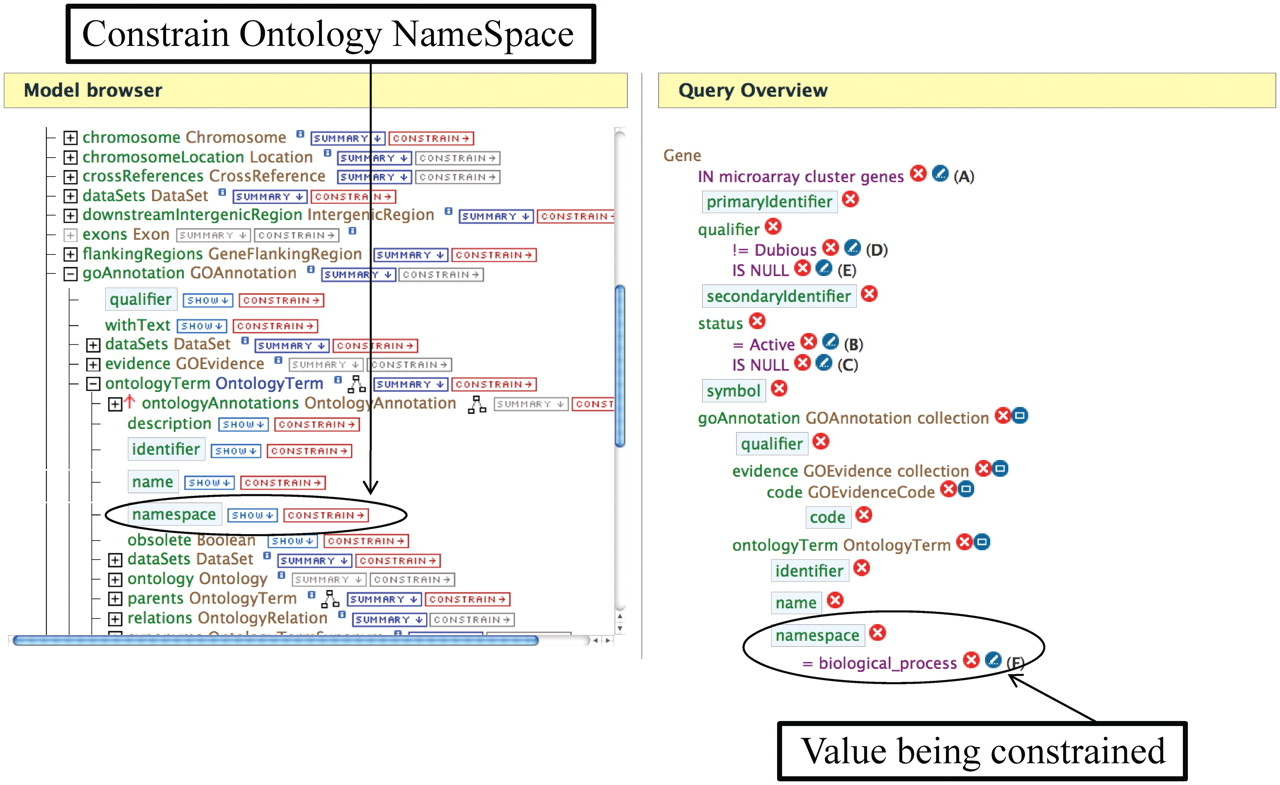 Constrain Ontology NameSpace
Model browser
chromosome Chromosome SUMMARY CONSTRAIN
chromosomeLocation Location SUMMARY CONSTRAIN
crossReferences CrossReference SUMMARY CONSTRAIN
dataSets DataSet SUMMARY CONSTRAIN
downstreamIntergenicRegion IntergenicRegion SUMMARY CONSTRAIN
exons Exon SUMMARY CONSTRAIN
flankingRegions GeneFlankingRegion SUMMARY CONSTRAIN
goAnnotation GOAnnotation SUMMARY CONSTRAIN
qualifier SHOW CONSTRAIN
withText SHOW CONSTRAIN
dataSets DataSet SUMMARY CONSTRAIN
evidence GOEvidence SUMMARY CONSTRAIN
ontologyTerm OntologyTerm SUMMARY CONSTRAIN
ontologyAnnotations OntologyAnnotation SUMMARY CONST
description SHOW CONSTRAIN
identifier SHOW CONSTRAIN
name SHOW CONSTRAIN
namespace SHOW CONSTRAIN
obsolete Boolean SHOW CONSTRAIN
dataSets DataSet SUMMARY CONSTRAIN
ontology Ontology SUMMARY CONSTRAIN
parents OntologyTerm SUMMARY CONSTRAIN
relations OntologyRelation SUMMARY CONSTRAIN
Query Overview
Gene
IN microarray cluster genes (A)
primaryIdentifier
qualifier
!= Dubious (D)
IS NULL (E)
secondaryIdentifier
status
= Active (B)
IS NULL (C)
symbol
goAnnotation GOAnnotation collection
qualifier
evidence GOEvidence collection
code GOEvidenceCode
code
ontologyTerm OntologyTerm
identifier
name
namespace
= biological_process (F)
Value being constrained